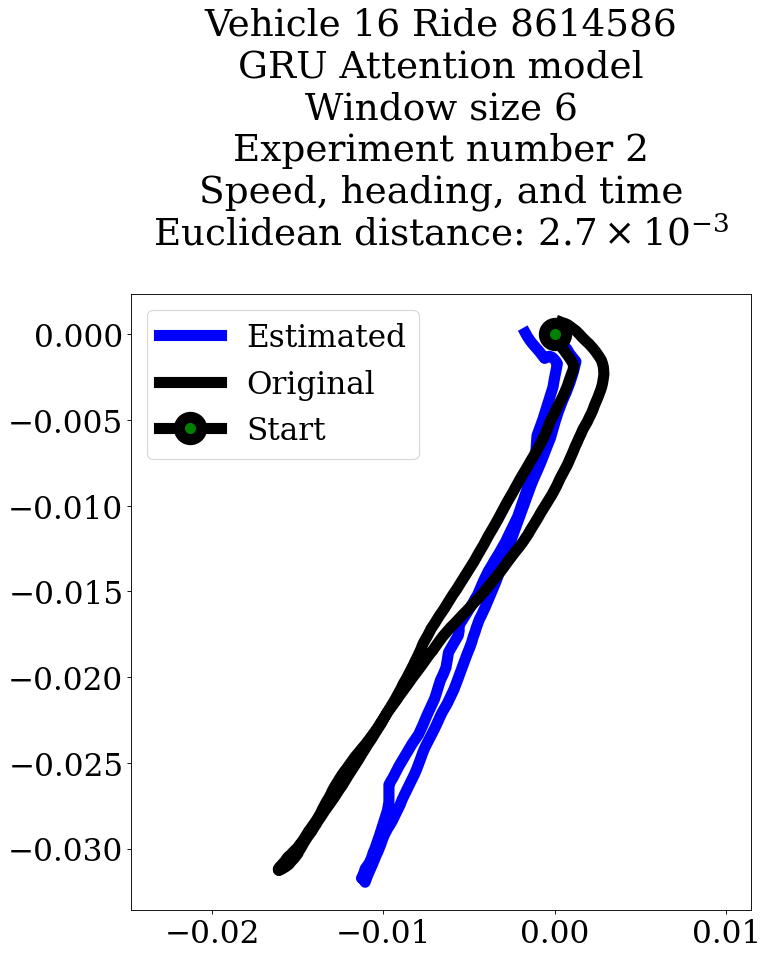 Vehicle 16 Ride 8614586
GRU Attention model
Window size 6
Experiment number 2
Speed, heading, and time
Euclidean distance: 2.7 × 10⁻³
Estimated
Original
Start
0.000
−0.005
−0.010
−0.015
−0.020
−0.025
−0.030
−0.02 −0.01 0.00 0.01